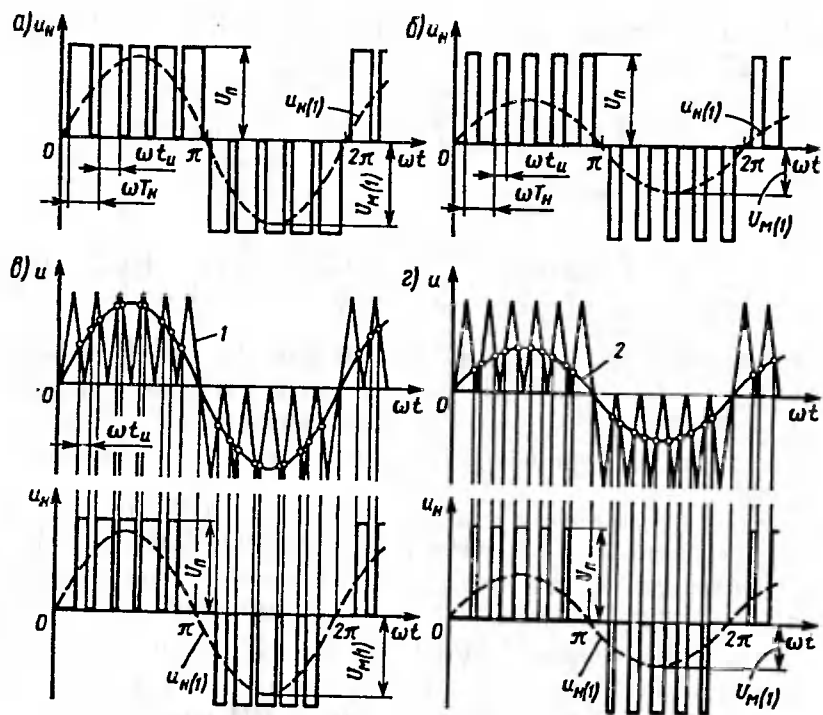 а) uн
Uп
uн(1)
0
π
2π
ωt
ωtи
ωTн
Uм(1)
б) uн
Uп
uн(1)
0
π
2π
ωt
ωtи
ωTн
Uм(1)
в) u
1
0
ωt
ωtи
uн
Uп
0
π
2π
ωt
uн(1)
Uм(1)
г) u
2
0
ωt
uн
Uп
0
π
2π
ωt
uн(1)
Uм(1)